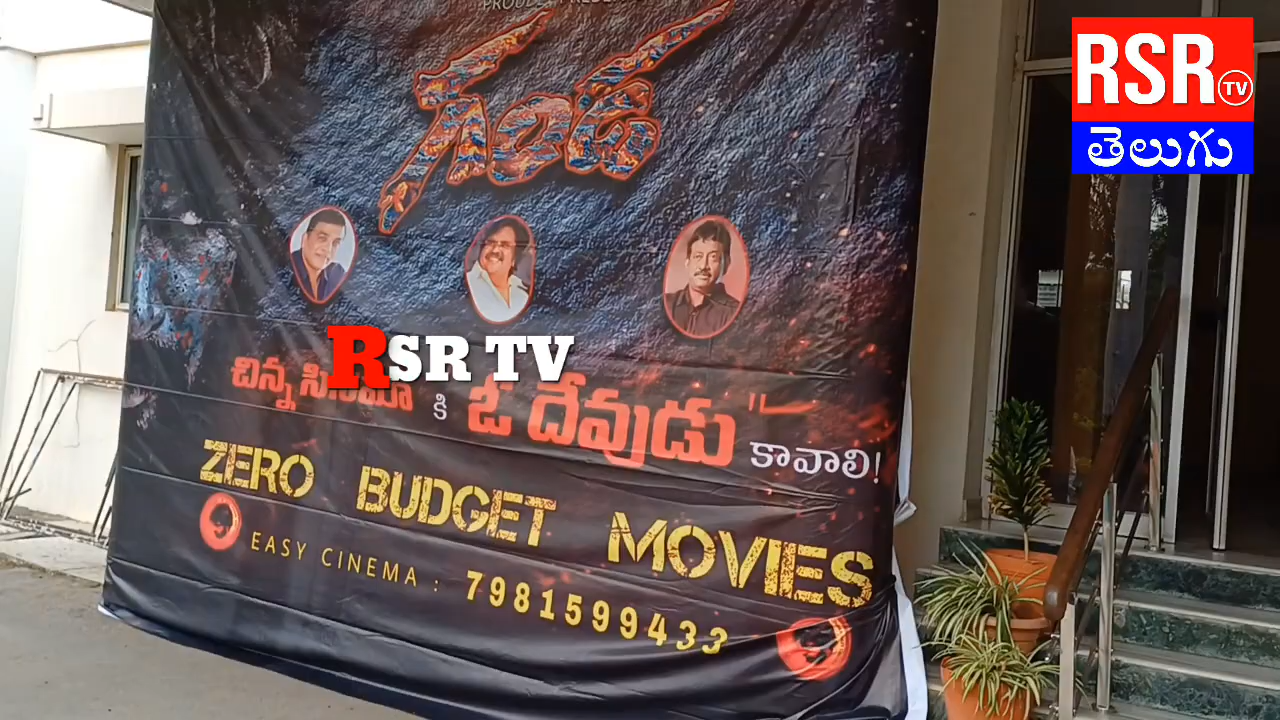 గండ
RSR TV
తెలుగు
RSR TV
చిన్న సినిమా కి ఓ దేవుడు కావాలి!
ZERO BUDGET MOVIES
EASY CINEMA : 7981599433